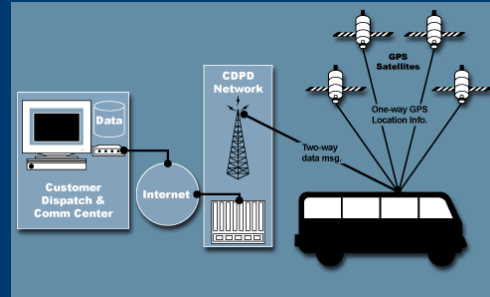 CDPD
Network
GPS
Satellites
Data
One-way GPS
Location Info.
Two-way
data msg.
Customer
Dispatch &
Comm Center
Internet